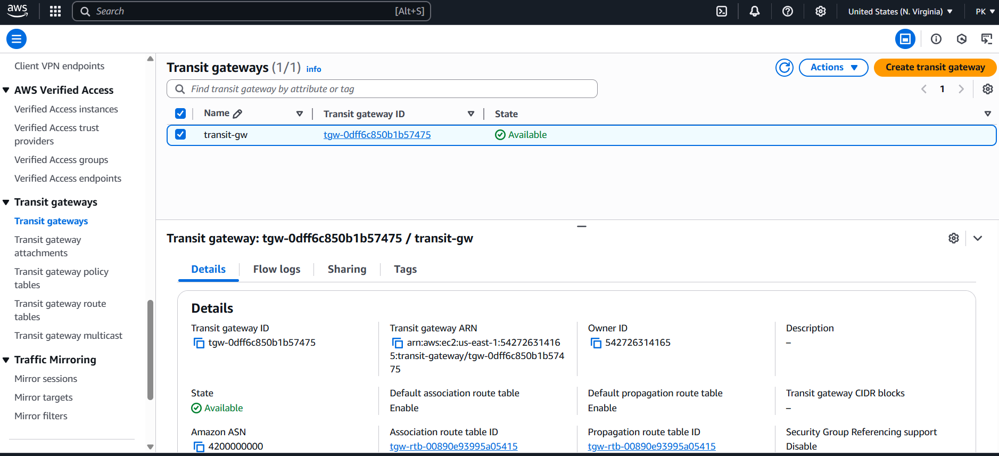 aws
Search [Alt+S]
United States (N. Virginia)
PK
Client VPN endpoints
AWS Verified Access
Verified Access instances
Verified Access trust
providers
Verified Access groups
Verified Access endpoints
Transit gateways
Transit gateways
Transit gateway
attachments
Transit gateway policy
tables
Transit gateway route
tables
Transit gateway multicast
Traffic Mirroring
Mirror sessions
Mirror targets
Mirror filters
Transit gateways (1/1) info
Actions
Create transit gateway
Find transit gateway by attribute or tag
1
Name Transit gateway ID State
transit-gw tgw-0dff6c850b1b57475 Available
Transit gateway: tgw-0dff6c850b1b57475 / transit-gw
Details Flow logs Sharing Tags
Details
Transit gateway ID
tgw-0dff6c850b1b57475
Transit gateway ARN
arn:aws:ec2:us-east-1:54272631416
5:transit-gateway/tgw-0dff6c850b1b574
75
Owner ID
542726314165
Description
–
State
Available
Default association route table
Enable
Default propagation route table
Enable
Transit gateway CIDR blocks
–
Amazon ASN
4200000000
Association route table ID
tgw-rtb-00890e93995a05415
Propagation route table ID
tgw-rtb-00890e93995a05415
Security Group Referencing support
Disable